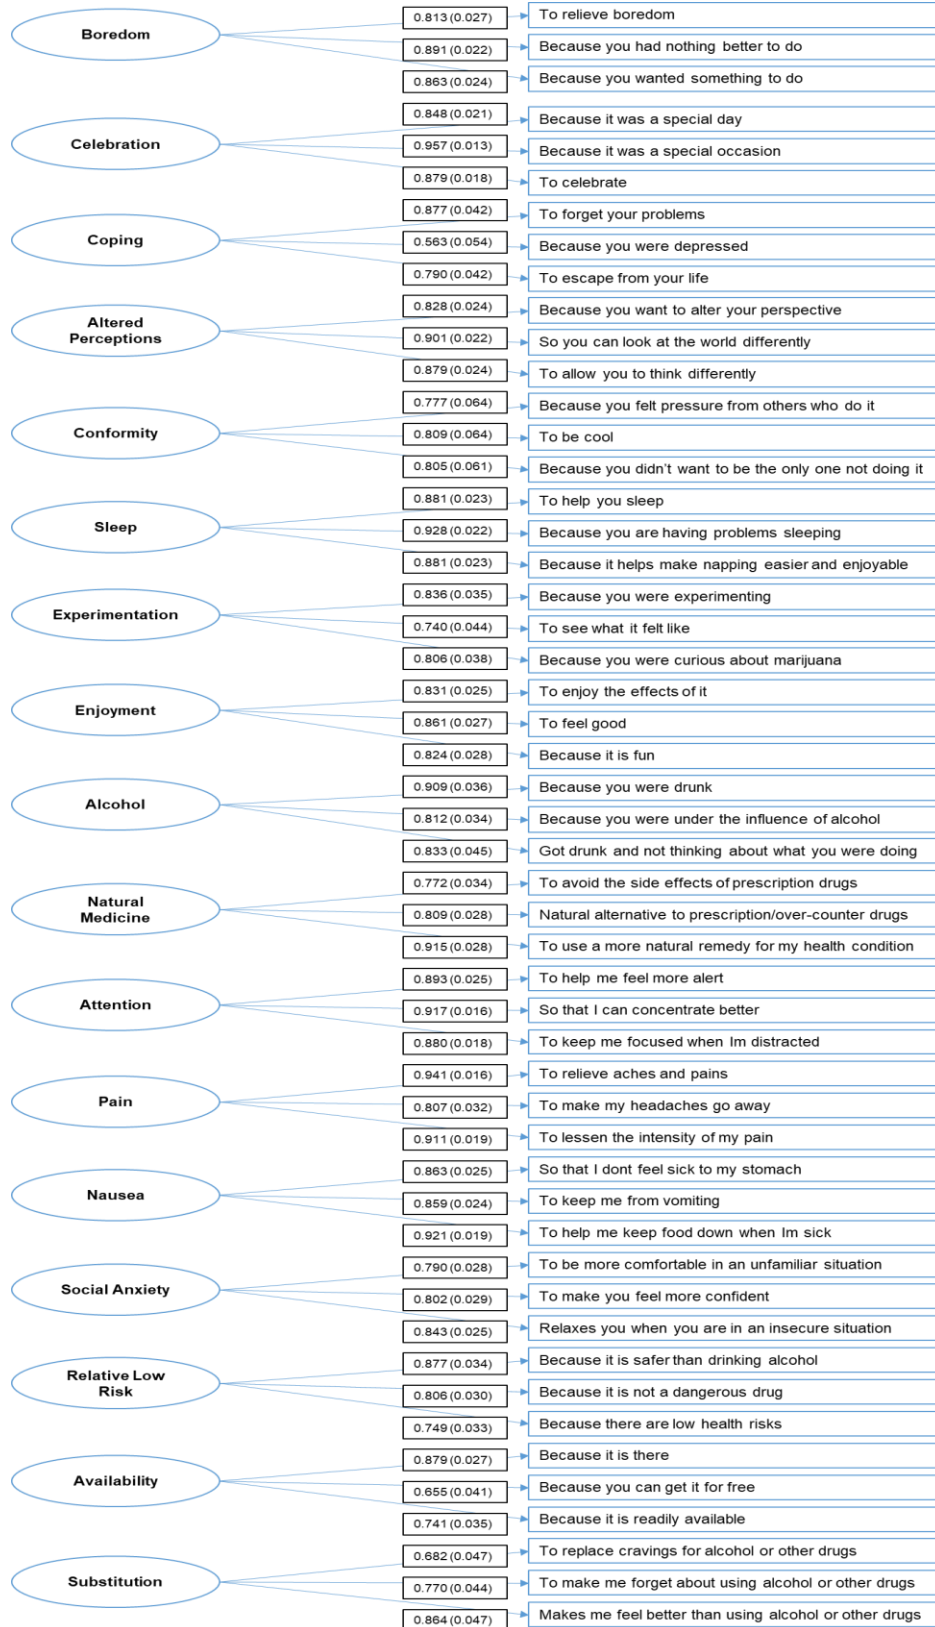 Boredom
0.813 (0.027) To relieve boredom
0.891 (0.022) Because you had nothing better to do
0.863 (0.024) Because you wanted something to do
Celebration
0.848 (0.021) Because it was a special day
0.957 (0.013) Because it was a special occasion
0.879 (0.018) To celebrate
Coping
0.877 (0.042) To forget your problems
0.563 (0.054) Because you were depressed
0.790 (0.042) To escape from your life
Altered
Perceptions
0.828 (0.024) Because you want to alter your perspective
0.901 (0.022) So you can look at the world differently
0.879 (0.024) To allow you to think differently
Conformity
0.777 (0.064) Because you felt pressure from others who do it
0.809 (0.064) To be cool
0.805 (0.061) Because you didn't want to be the only one not doing it
Sleep
0.881 (0.023) To help you sleep
0.928 (0.022) Because you are having problems sleeping
0.881 (0.023) Because it helps make napping easier and enjoyable
Experimentation
0.836 (0.035) Because you were experimenting
0.740 (0.044) To see what it felt like
0.806 (0.038) Because you were curious about marijuana
Enjoyment
0.831 (0.025) To enjoy the effects of it
0.861 (0.027) To feel good
0.824 (0.028) Because it is fun
Alcohol
0.909 (0.036) Because you were drunk
0.812 (0.034) Because you were under the influence of alcohol
0.833 (0.045) Got drunk and not thinking about what you were doing
Natural
Medicine
0.772 (0.034) To avoid the side effects of prescription drugs
0.809 (0.028) Natural alternative to prescription/over-counter drugs
0.915 (0.028) To use a more natural remedy for my health condition
Attention
0.893 (0.025) To help me feel more alert
0.917 (0.016) So that I can concentrate better
0.880 (0.018) To keep me focused when Im distracted
Pain
0.941 (0.016) To relieve aches and pains
0.807 (0.032) To make my headaches go away
0.911 (0.019) To lessen the intensity of my pain
Nausea
0.863 (0.025) So that I dont feel sick to my stomach
0.859 (0.024) To keep me from vomiting
0.921 (0.019) To help me keep food down when Im sick
Social Anxiety
0.790 (0.028) To be more comfortable in an unfamiliar situation
0.802 (0.029) To make you feel more confident
0.843 (0.025) Relaxes you when you are in an insecure situation
Relative Low
Risk
0.877 (0.034) Because it is safer than drinking alcohol
0.806 (0.030) Because it is not a dangerous drug
0.749 (0.033) Because there are low health risks
Availability
0.879 (0.027) Because it is there
0.655 (0.041) Because you can get it for free
0.741 (0.035) Because it is readily available
Substitution
0.682 (0.047) To replace cravings for alcohol or other drugs
0.770 (0.044) To make me forget about using alcohol or other drugs
0.864 (0.047) Makes me feel better than using alcohol or other drugs